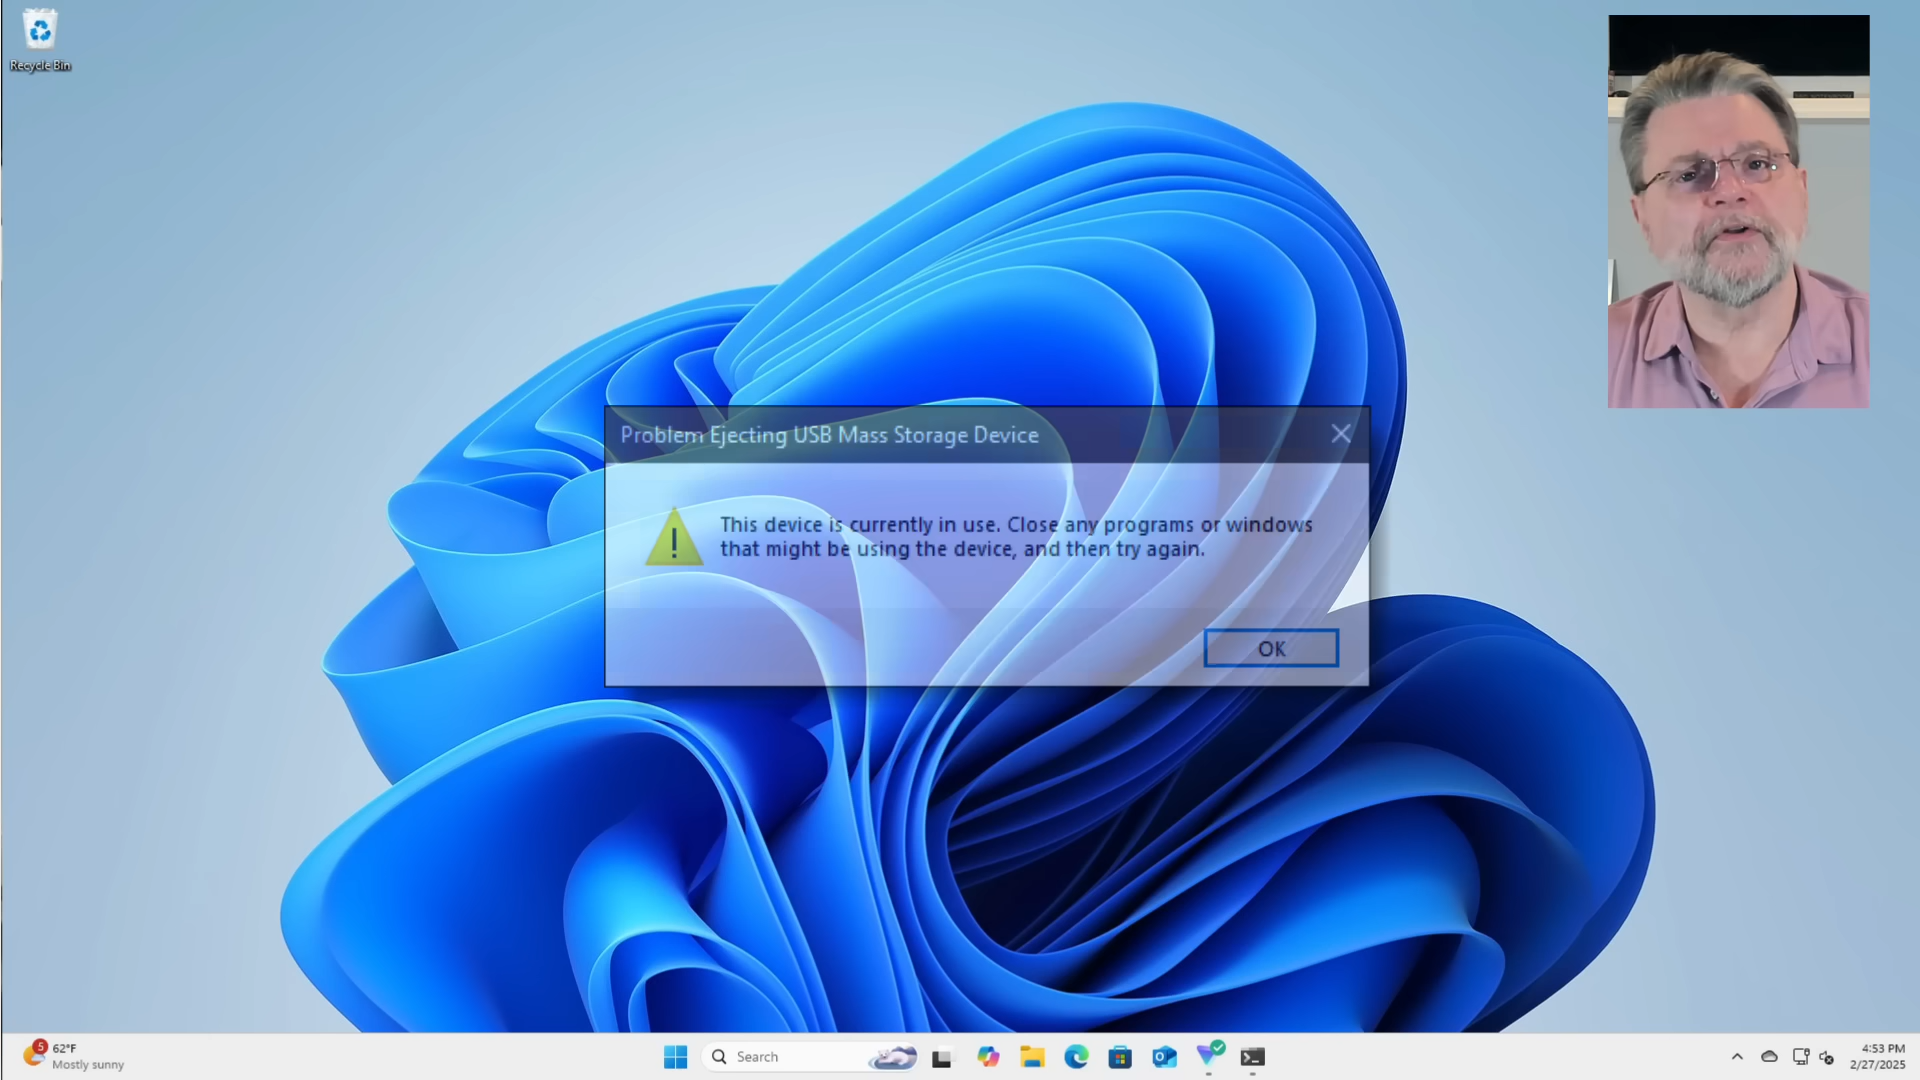 Recycle Bin
Problem Ejecting USB Mass Storage Device
This device is currently in use. Close any programs or windows
that might be using the device, and then try again.
OK
5
62°F
Mostly sunny
Search
4:53 PM
2/27/2025